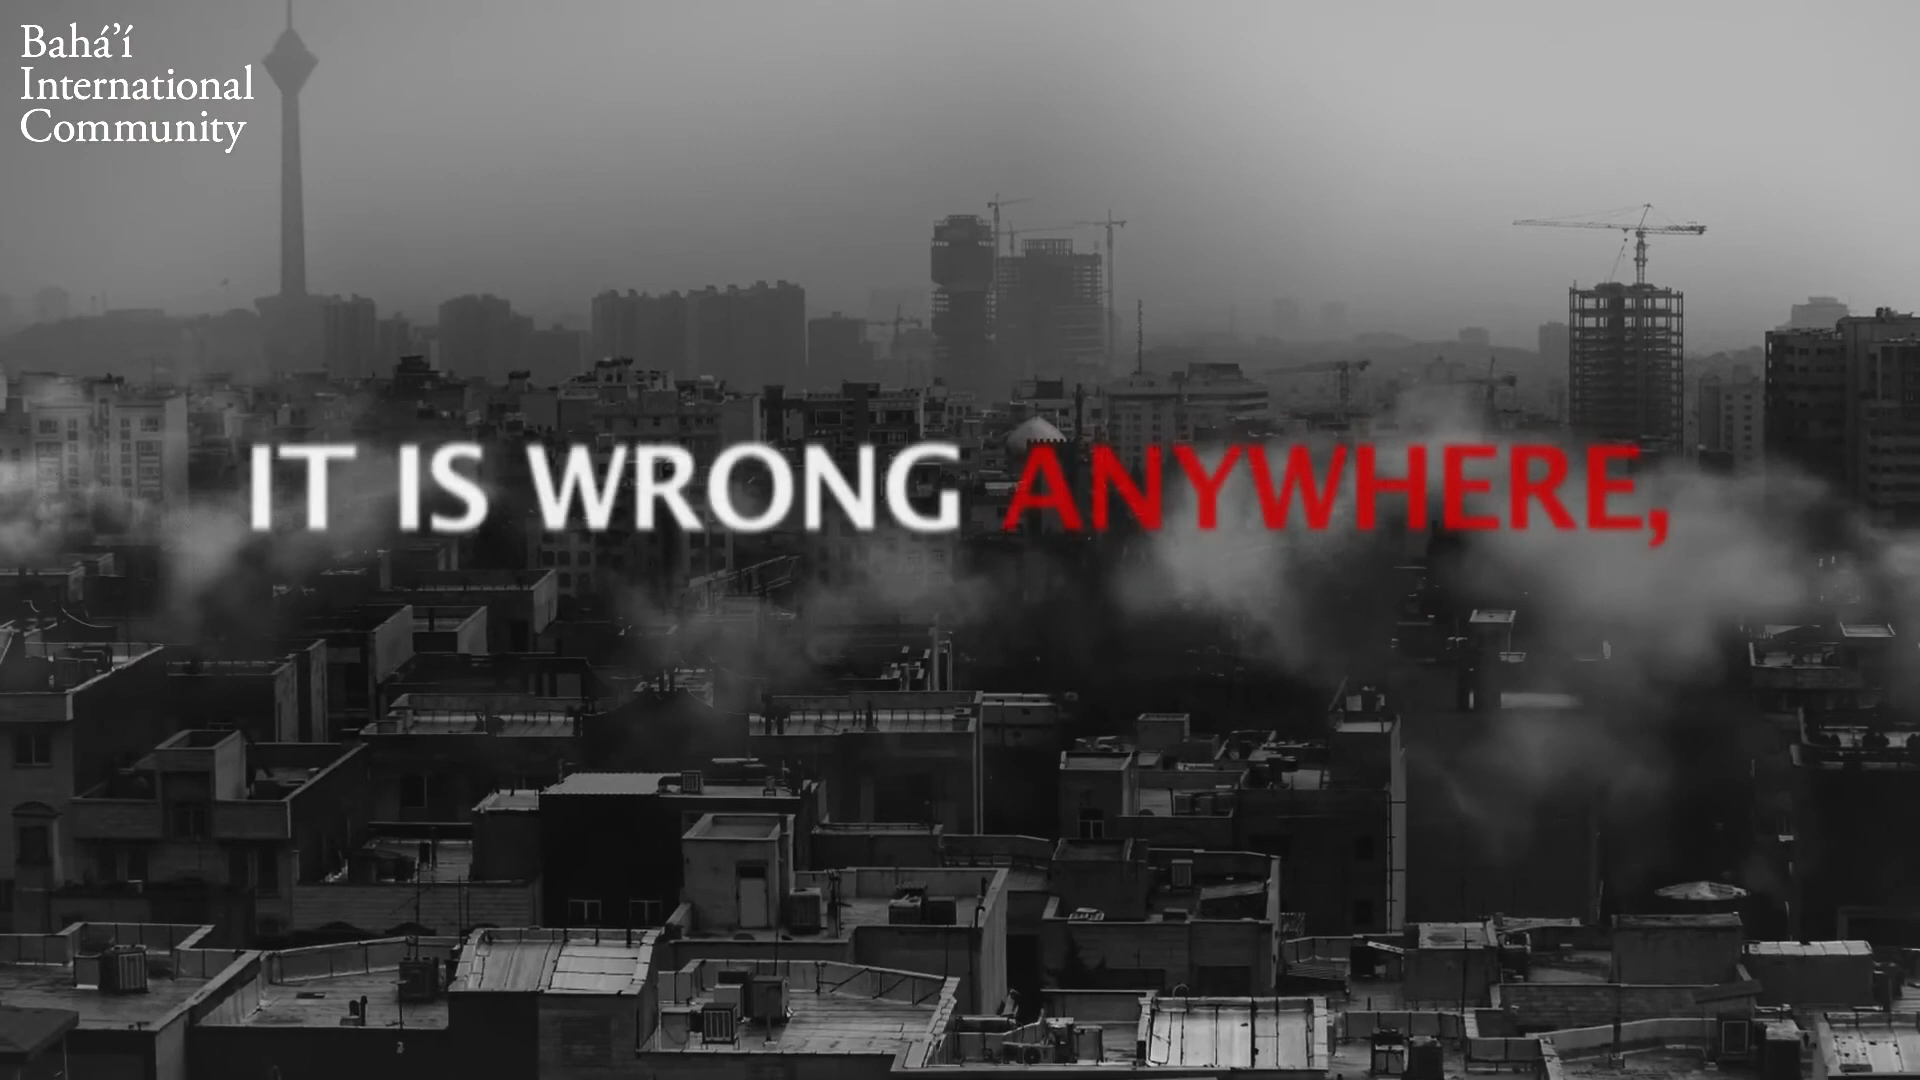 Bahá’í
International
Community
IT IS WRONG ANYWHERE,